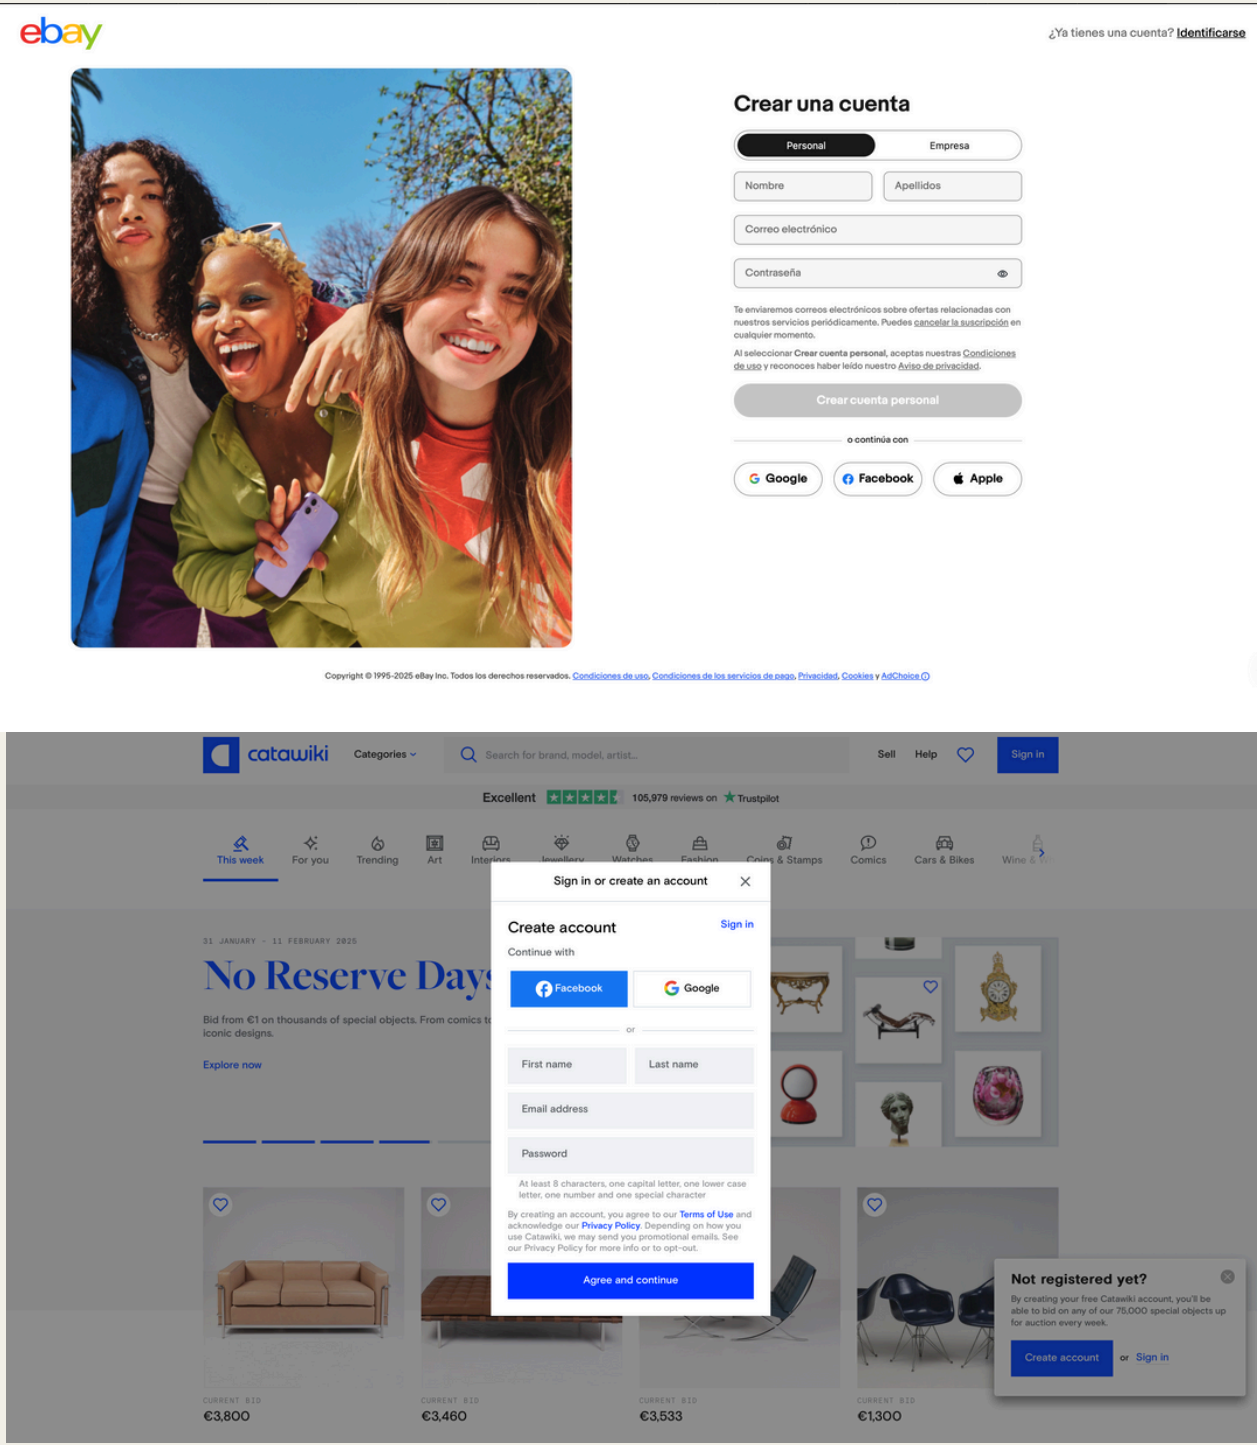 ebay
¿Ya tienes una cuenta? Identificarse
Crear una cuenta
Personal
Empresa
Nombre
Apellidos
Correo electrónico
Contraseña
Te enviaremos correos electrónicos sobre ofertas relacionadas con
nuestros servicios periódicamente. Puedes cancelar la suscripción en
cualquier momento.
Al seleccionar Crear cuenta personal, aceptas nuestras Condiciones
de uso y reconoces haber leído nuestro Aviso de privacidad.
Crear cuenta personal
o continúa con
Google
Facebook
Apple
Copyright © 1995-2025 eBay Inc. Todos los derechos reservados. Condiciones de uso, Condiciones de los servicios de pago, Privacidad, Cookies y AdChoice
catawiki
Categories
Search for brand, model, artist...
Sell
Help
Sign in
Excellent
105,979 reviews on Trustpilot
This week
For you
Trending
Art
Interiors
Jewellery
Watches
Fashion
Coins & Stamps
Comics
Cars & Bikes
Wine &
Sign in or create an account
Create account
Sign in
Continue with
Facebook
Google
or
First name
Last name
Email address
Password
At least 8 characters, one capital letter, one lower case
letter, one number and one special character
By creating an account, you agree to our Terms of Use and
acknowledge our Privacy Policy. Depending on how you
use Catawiki, we may send you promotional emails. See
our Privacy Policy for more info or to opt-out.
Agree and continue
31 JANUARY - 11 FEBRUARY 2025
No Reserve Days
Bid from €1 on thousands of special objects. From comics to
iconic designs.
Explore now
Not registered yet?
By creating your free Catawiki account, you'll be
able to bid on any of our 75,000 special objects up
for auction every week.
Create account
or
Sign in
CURRENT BID
€3,800
CURRENT BID
€3,460
CURRENT BID
€3,533
CURRENT BID
€1,300